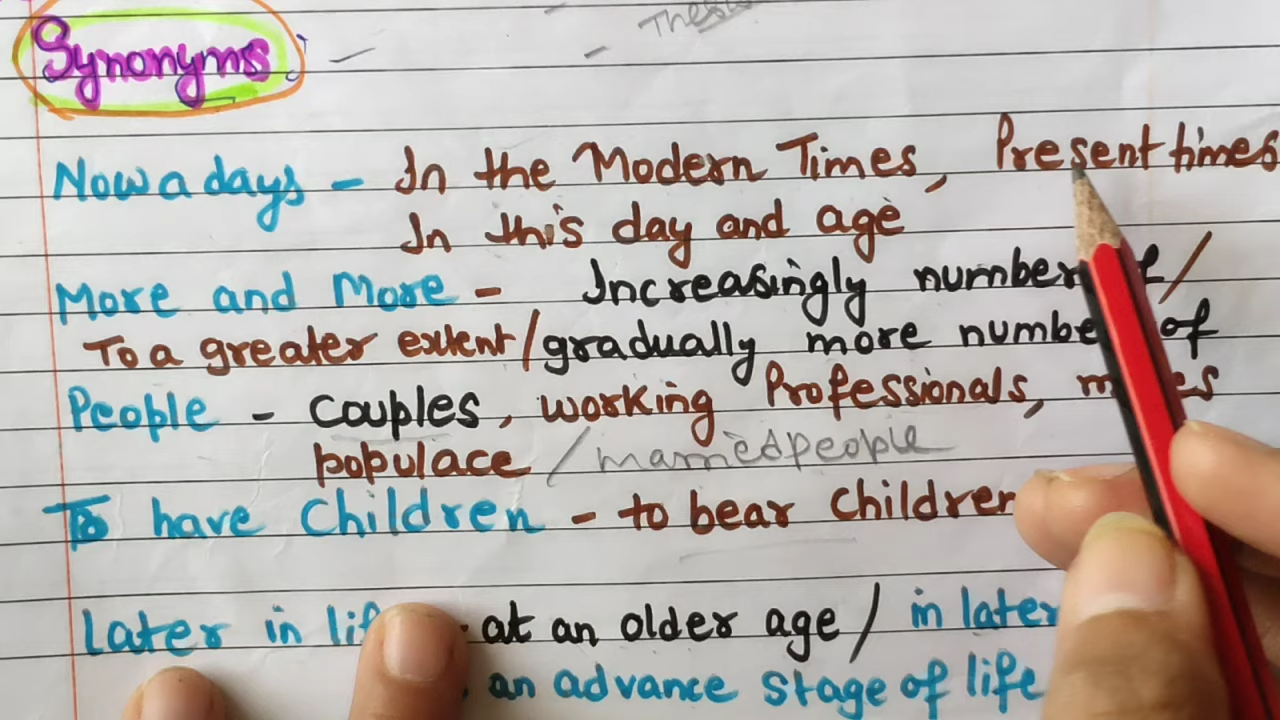 Synonyms
Nowadays - In the Modern Times, Present times
In this day and age
More and More - Increasingly number /
To a greater extent / gradually more number of
People - couples, working Professionals,
populace / married people
To have Children - to bear Children
Later in life - at an older age / in later
an advance stage of life